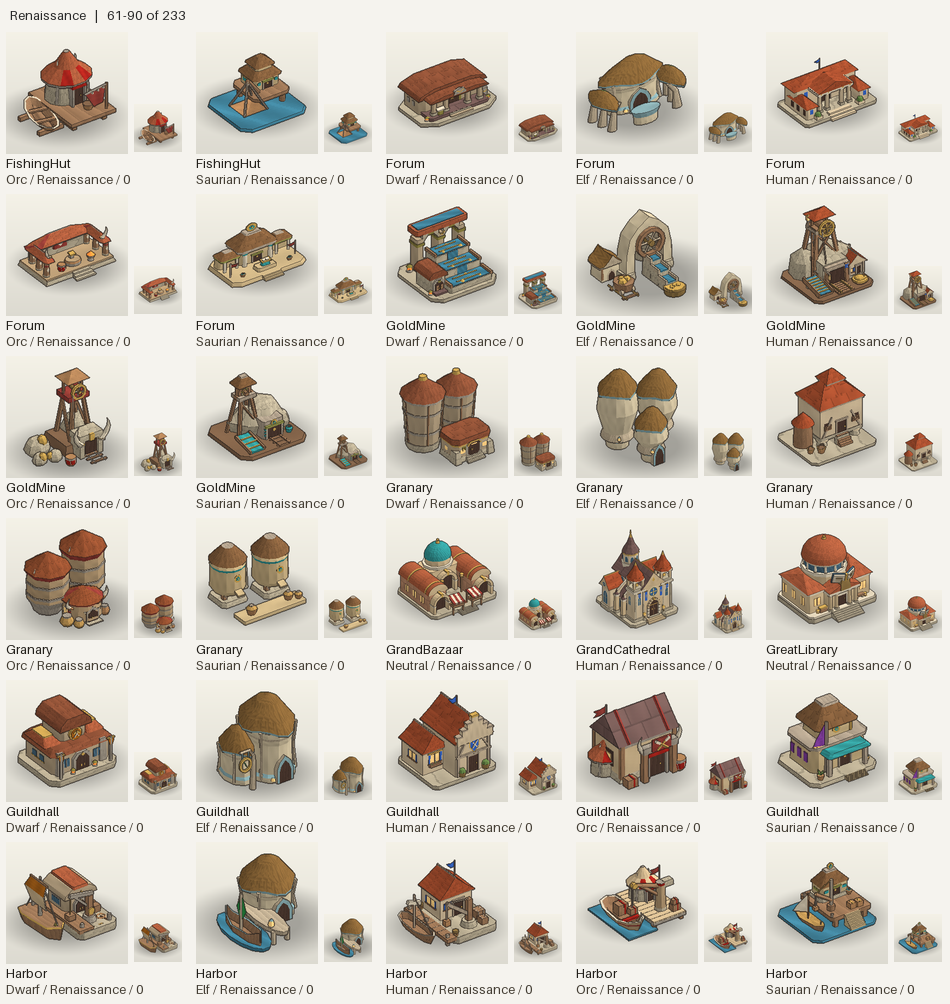 Renaissance | 61-90 of 233
FishingHut
Orc / Renaissance / 0
FishingHut
Saurian / Renaissance / 0
Forum
Dwarf / Renaissance / 0
Forum
Elf / Renaissance / 0
Forum
Human / Renaissance / 0
Forum
Orc / Renaissance / 0
Forum
Saurian / Renaissance / 0
GoldMine
Dwarf / Renaissance / 0
GoldMine
Elf / Renaissance / 0
GoldMine
Human / Renaissance / 0
GoldMine
Orc / Renaissance / 0
GoldMine
Saurian / Renaissance / 0
Granary
Dwarf / Renaissance / 0
Granary
Elf / Renaissance / 0
Granary
Human / Renaissance / 0
Granary
Orc / Renaissance / 0
Granary
Saurian / Renaissance / 0
GrandBazaar
Neutral / Renaissance / 0
GrandCathedral
Human / Renaissance / 0
GreatLibrary
Neutral / Renaissance / 0
Guildhall
Dwarf / Renaissance / 0
Guildhall
Elf / Renaissance / 0
Guildhall
Human / Renaissance / 0
Guildhall
Orc / Renaissance / 0
Guildhall
Saurian / Renaissance / 0
Harbor
Dwarf / Renaissance / 0
Harbor
Elf / Renaissance / 0
Harbor
Human / Renaissance / 0
Harbor
Orc / Renaissance / 0
Harbor
Saurian / Renaissance / 0